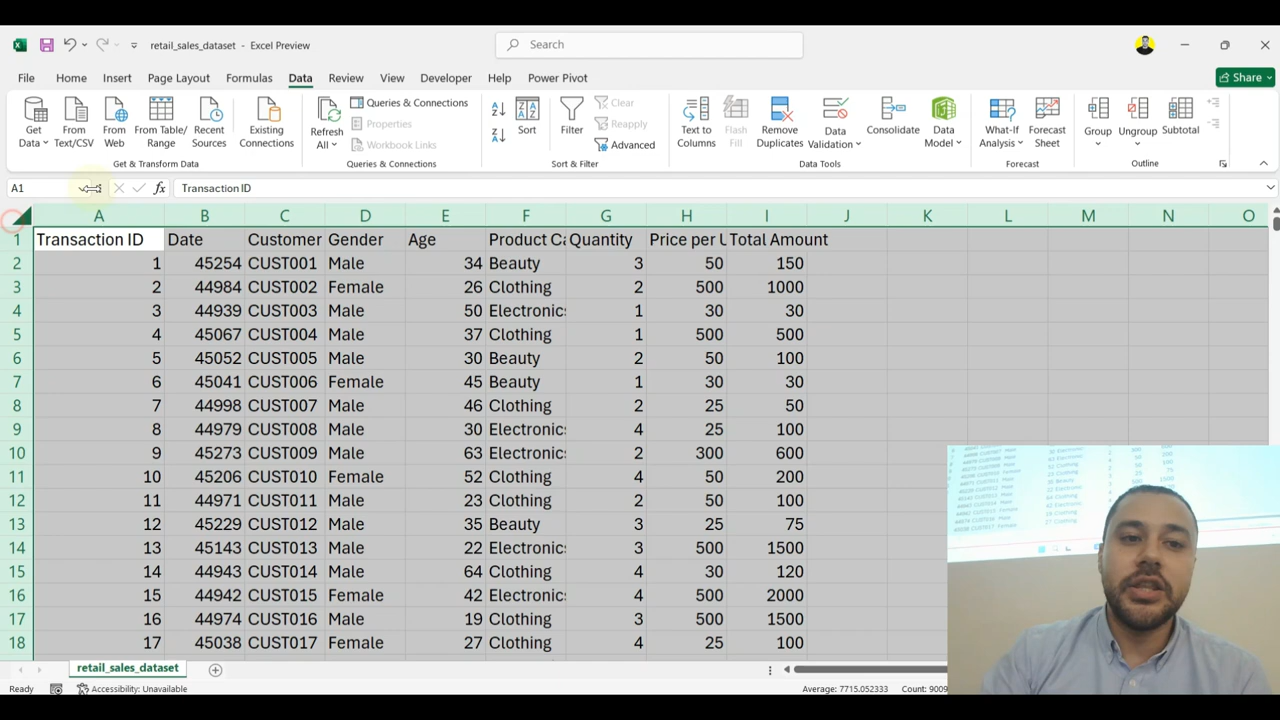 retail_sales_dataset - Excel Preview
Search
File Home Insert Page Layout Formulas Data Review View Developer Help Power Pivot
Share
Get Data
From Text/CSV
From Web
From Table/Range
Recent Sources
Existing Connections
Get & Transform Data
Refresh All
Queries & Connections
Properties
Workbook Links
Queries & Connections
Sort
Filter
Clear
Reapply
Advanced
Sort & Filter
Text to Columns
Flash Fill
Remove Duplicates
Data Validation
Consolidate
Data Model
Data Tools
What-If Analysis
Forecast Sheet
Forecast
Group
Ungroup
Subtotal
Outline
A1 fx Transaction ID
A B C D E F G H I J K L M N O
1 Transaction ID Date Customer Gender Age Product Ca Quantity Price per U Total Amount
2 1 45254 CUST001 Male 34 Beauty 3 50 150
3 2 44984 CUST002 Female 26 Clothing 2 500 1000
4 3 44939 CUST003 Male 50 Electronics 1 30 30
5 4 45067 CUST004 Male 37 Clothing 1 500 500
6 5 45052 CUST005 Male 30 Beauty 2 50 100
7 6 45041 CUST006 Female 45 Beauty 1 30 30
8 7 44998 CUST007 Male 46 Clothing 2 25 50
9 8 44979 CUST008 Male 30 Electronic 4 25 100
10 9 45273 CUST009 Male 63 Electronic 2 300 600
11 10 45206 CUST010 Female 52 Clothing 4 50 200
12 11 44971 CUST011 Male 23 Clothing 2 50 100
13 12 45229 CUST012 Male 35 Beauty 3 25 75
14 13 45143 CUST013 Male 22 Electronic 3 500 1500
15 14 44943 CUST014 Male 64 Clothing 4 30 120
16 15 44942 CUST015 Female 42 Electronic 4 500 2000
17 16 44974 CUST016 Male 19 Clothing 3 500 1500
18 17 45038 CUST017 Female 27 Clothing 4 25 100
retail_sales_dataset
Ready Accessibility: Unavailable Average: 7715.052333 Count: 9009